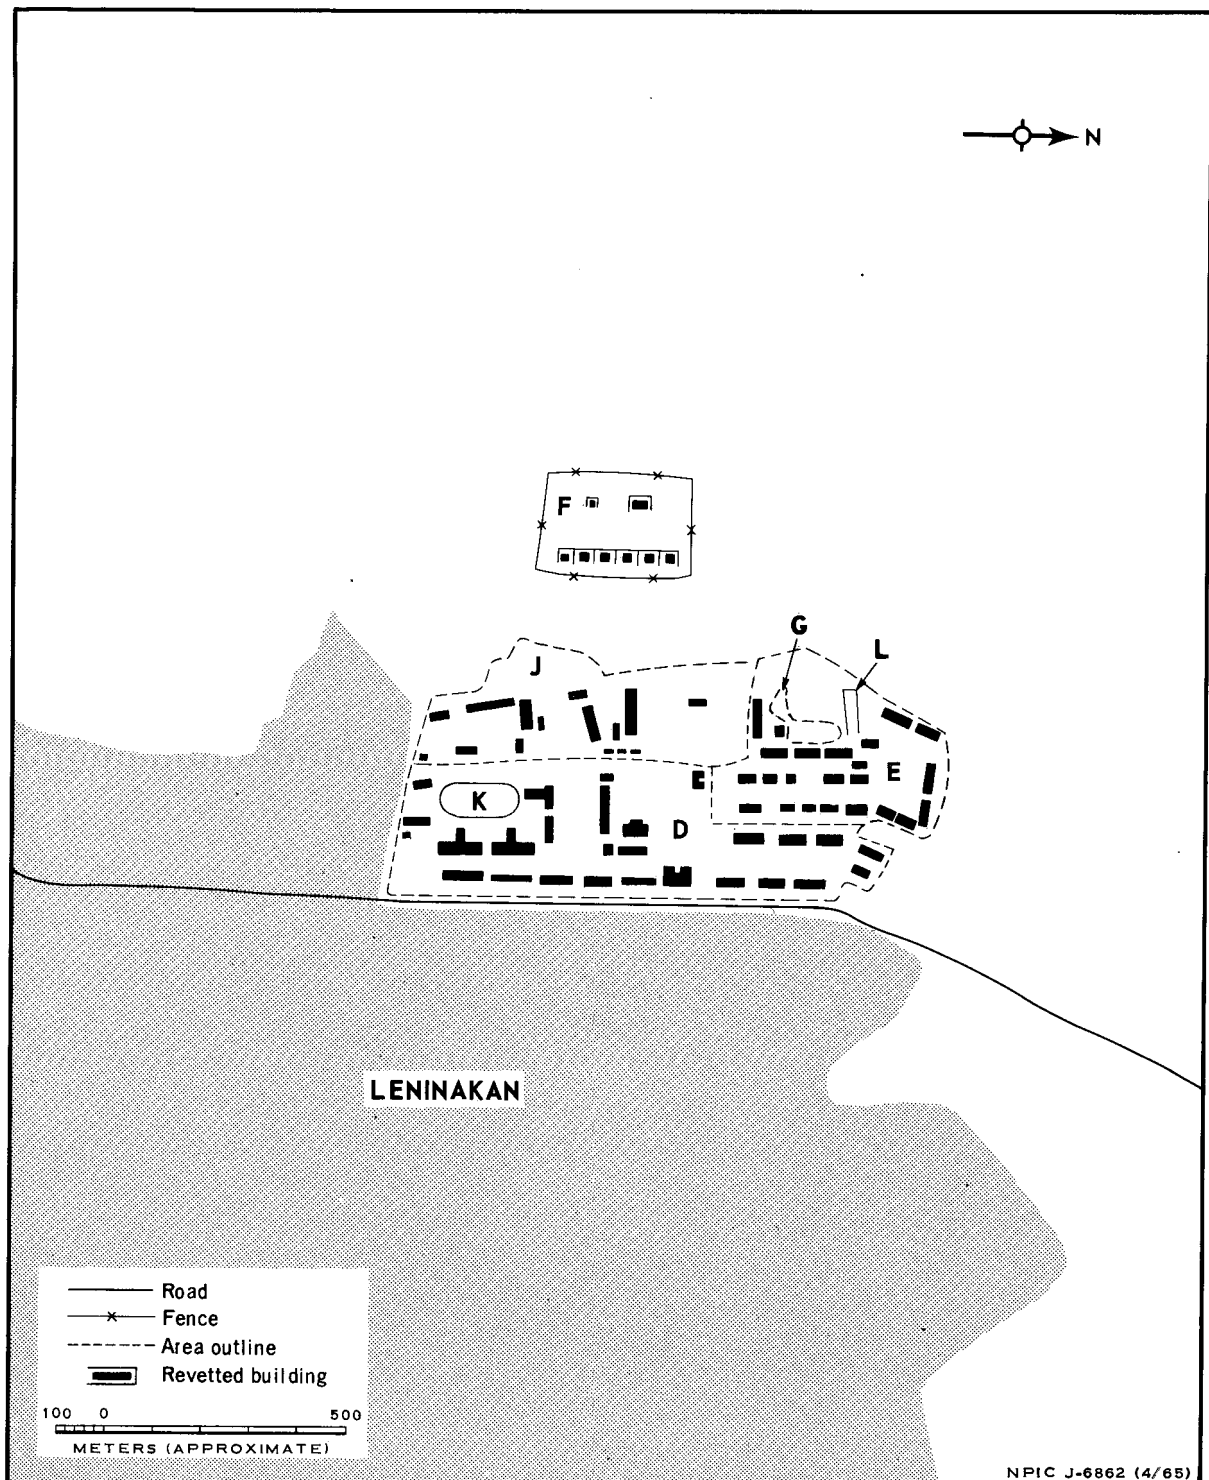 N
F
G
L
J
E
K
D
LENINAKAN
Road
Fence
Area outline
Revetted building
100 0 500
METERS (APPROXIMATE)
NPIC J-6862 (4/65)